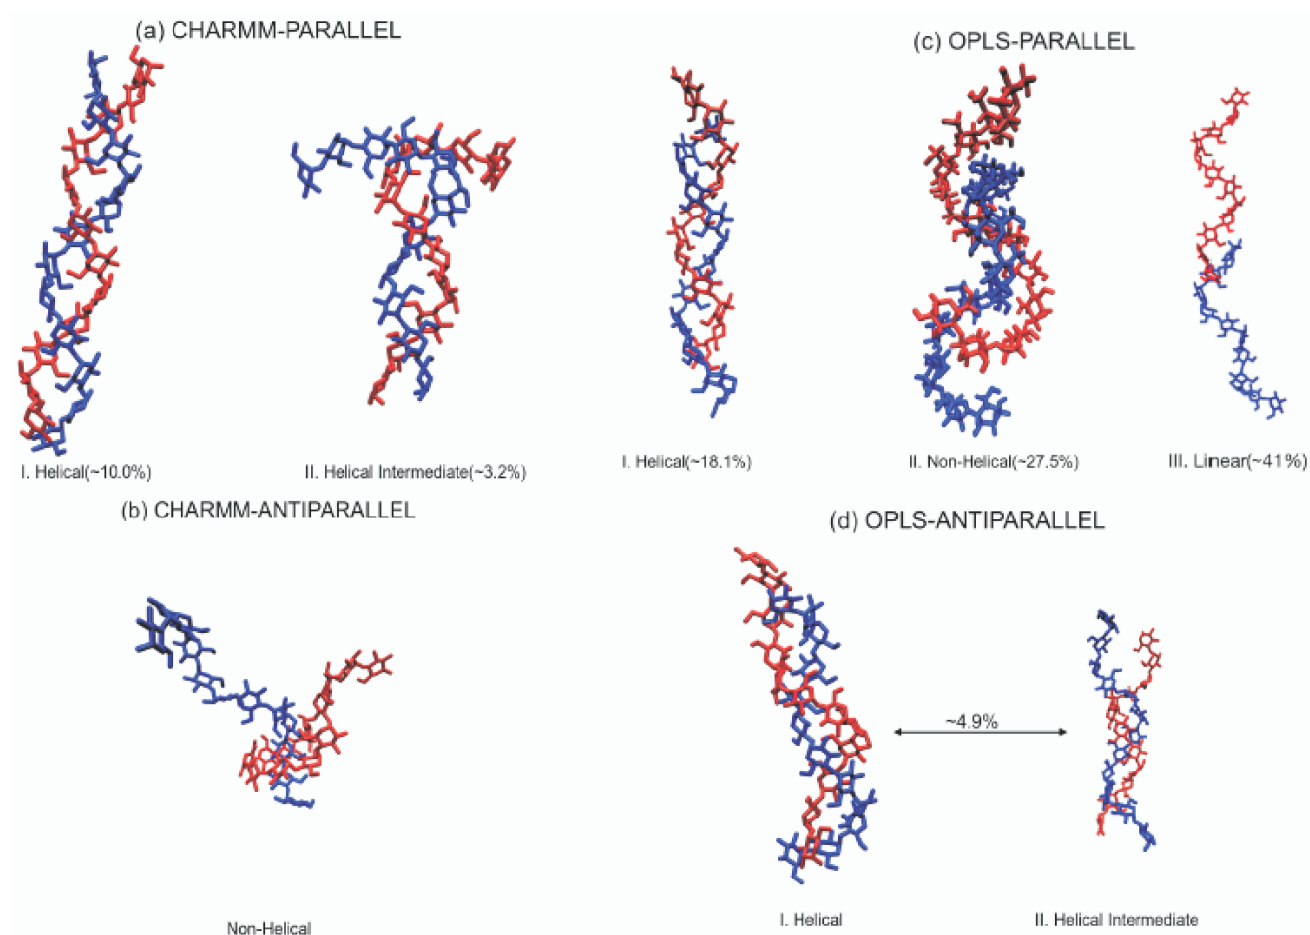 (a) CHARMM-PARALLEL
I. Helical(~10.0%)
II. Helical Intermediate(~3.2%)
(b) CHARMM-ANTIPARALLEL
Non-Helical
(c) OPLS-PARALLEL
I. Helical(~18.1%)
II. Non-Helical(~27.5%)
III. Linear(~41%)
(d) OPLS-ANTIPARALLEL
~4.9%
I. Helical
II. Helical Intermediate